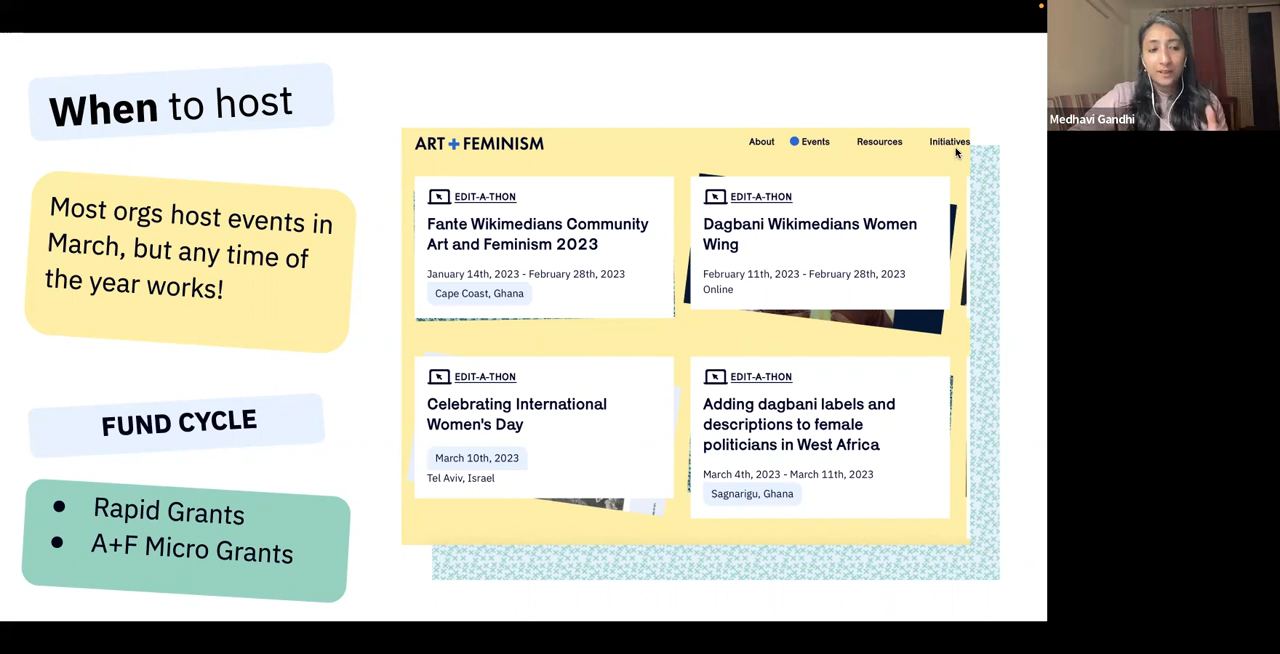 When to host
Most orgs host events in
March, but any time of
the year works!
FUND CYCLE
● Rapid Grants
● A+F Micro Grants
ART + FEMINISM
About
Events
Resources
Initiatives
EDIT-A-THON
Fante Wikimedians Community
Art and Feminism 2023
January 14th, 2023 - February 28th, 2023
Cape Coast, Ghana
EDIT-A-THON
Dagbani Wikimedians Women
Wing
February 11th, 2023 - February 28th, 2023
Online
EDIT-A-THON
Celebrating International
Women's Day
March 10th, 2023
Tel Aviv, Israel
EDIT-A-THON
Adding dagbani labels and
descriptions to female
politicians in West Africa
March 4th, 2023 - March 11th, 2023
Sagnarigu, Ghana
Medhavi Gandhi